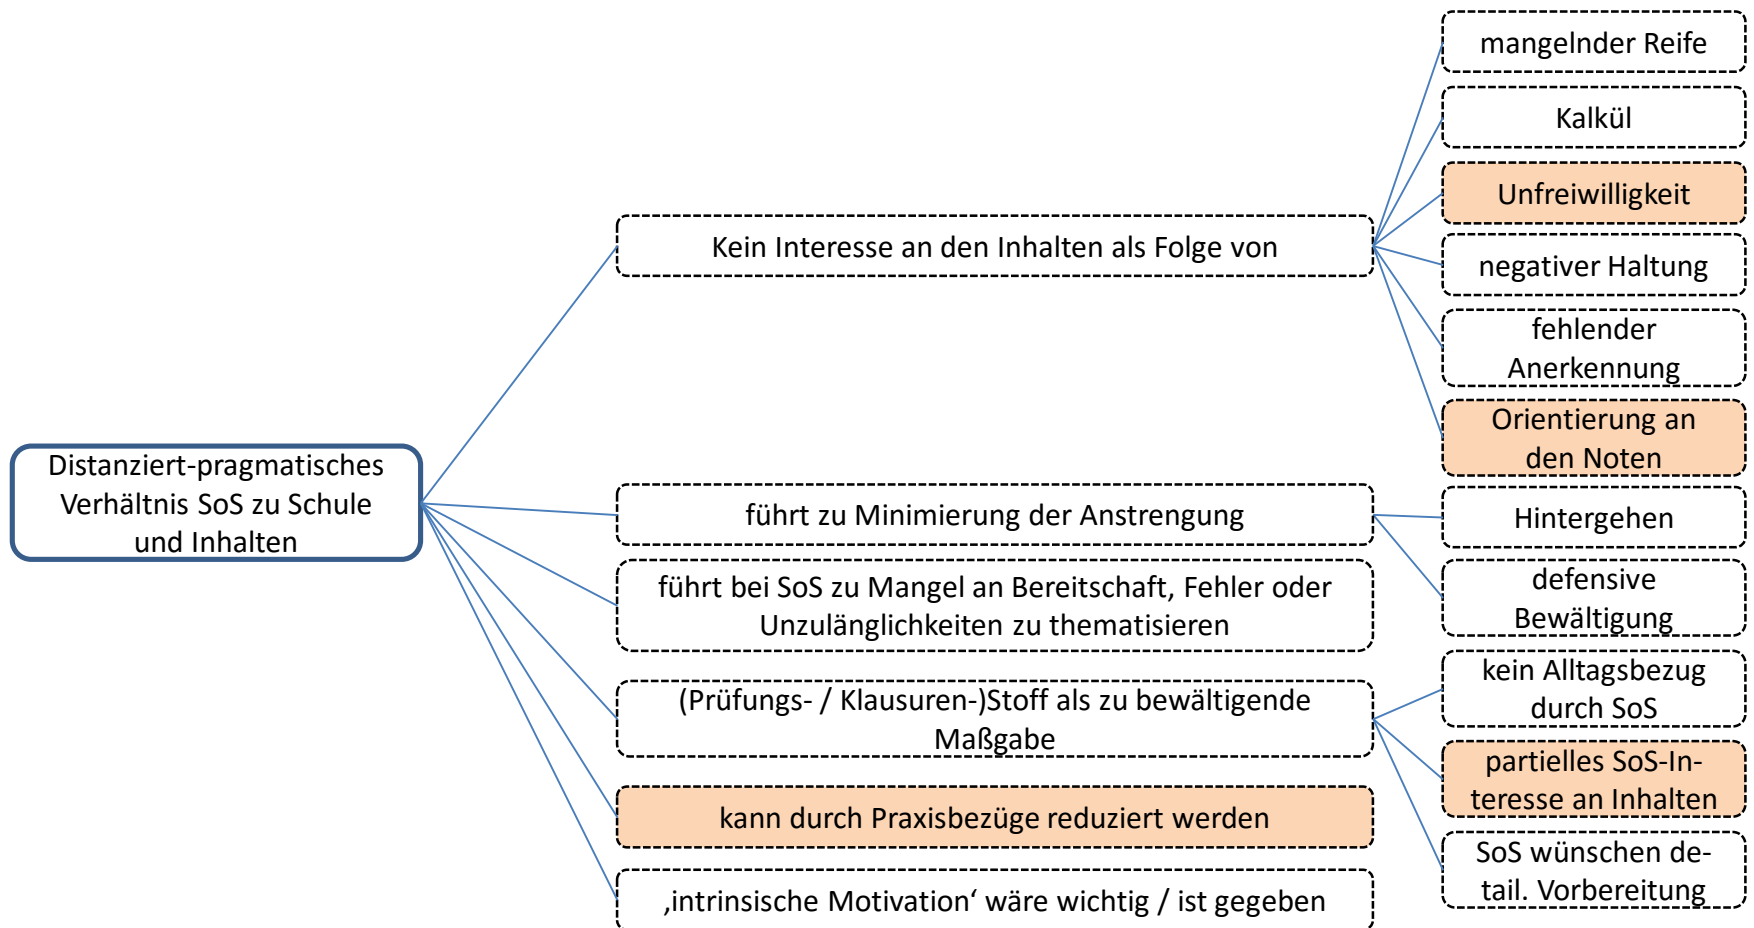 Distanziert-pragmatisches
Verhältnis SoS zu Schule
und Inhalten
Kein Interesse an den Inhalten als Folge von
mangelnder Reife
Kalkül
Unfreiwilligkeit
negativer Haltung
fehlender
Anerkennung
Orientierung an
den Noten
führt zu Minimierung der Anstrengung
Hintergehen
defensive
Bewältigung
führt bei SoS zu Mangel an Bereitschaft, Fehler oder
Unzulänglichkeiten zu thematisieren
(Prüfungs- / Klausuren-)Stoff als zu bewältigende
Maßgabe
kein Alltagsbezug
durch SoS
partielles SoS-In-
teresse an Inhalten
SoS wünschen de-
tail. Vorbereitung
kann durch Praxisbezüge reduziert werden
‚intrinsische Motivation‘ wäre wichtig / ist gegeben